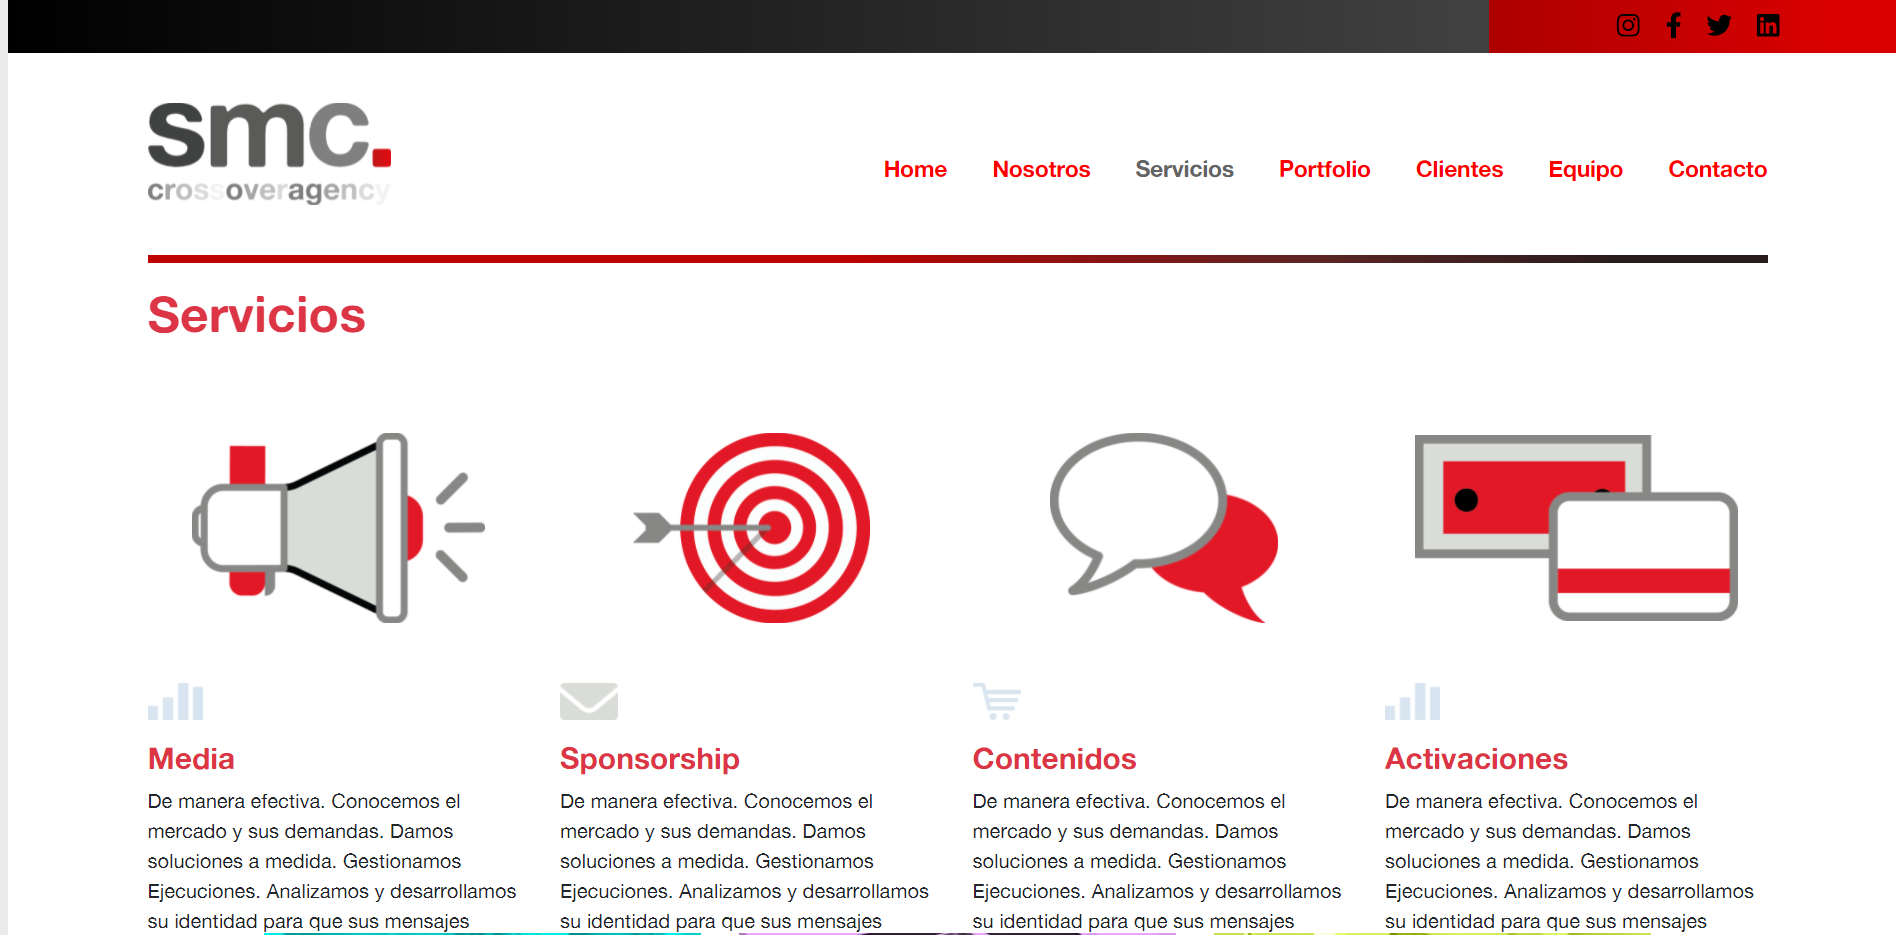 smc.
crossoveragency
Home Nosotros Servicios Portfolio Clientes Equipo Contacto
Servicios
Media
De manera efectiva. Conocemos el
mercado y sus demandas. Damos
soluciones a medida. Gestionamos
Ejecuciones. Analizamos y desarrollamos
su identidad para que sus mensajes
Sponsorship
De manera efectiva. Conocemos el
mercado y sus demandas. Damos
soluciones a medida. Gestionamos
Ejecuciones. Analizamos y desarrollamos
su identidad para que sus mensajes
Contenidos
De manera efectiva. Conocemos el
mercado y sus demandas. Damos
soluciones a medida. Gestionamos
Ejecuciones. Analizamos y desarrollamos
su identidad para que sus mensajes
Activaciones
De manera efectiva. Conocemos el
mercado y sus demandas. Damos
soluciones a medida. Gestionamos
Ejecuciones. Analizamos y desarrollamos
su identidad para que sus mensajes